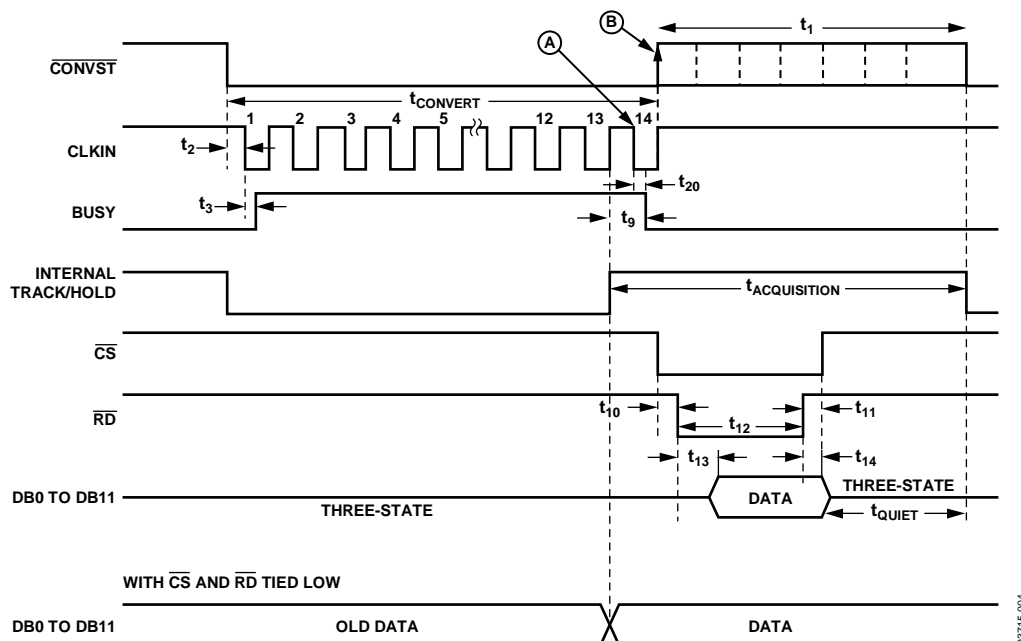 B
t1
A
CONVST
tCONVERT
1 2 3 4 5 12 13 14
CLKIN
t2
t20
t3
BUSY
t9
INTERNAL
TRACK/HOLD
tACQUISITION
CS
t10
t11
RD
t12
t13
t14
DB0 TO DB11
THREE-STATE
DATA
THREE-STATE
tQUIET
WITH CS AND RD TIED LOW
DB0 TO DB11
OLD DATA
DATA